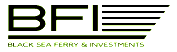 BFI
BLACK SEA FERRY & INVESTMENTS